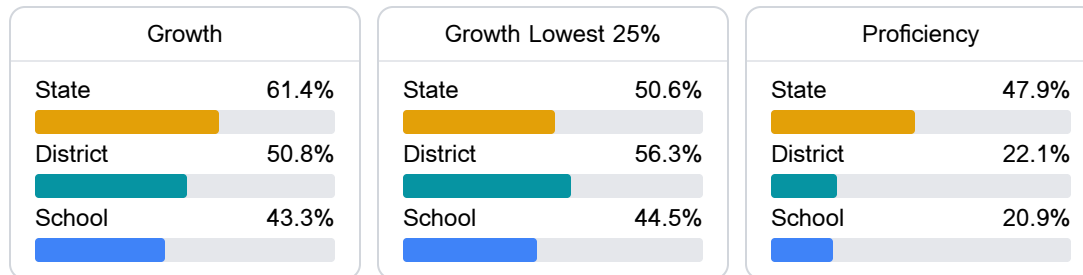 Growth
State 61.4%
District 50.8%
School 43.3%
Growth Lowest 25%
State 50.6%
District 56.3%
School 44.5%
Proficiency
State 47.9%
District 22.1%
School 20.9%